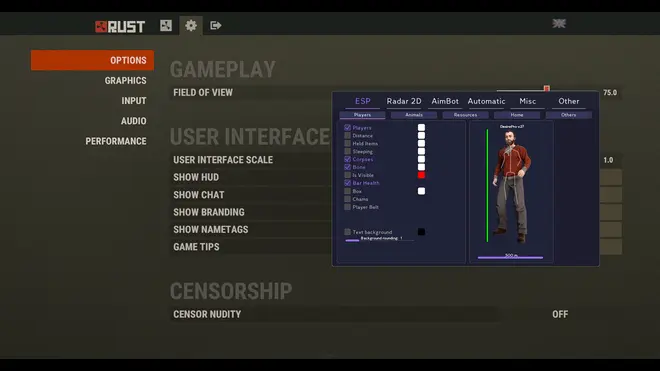 RUST
OPTIONS
GRAPHICS
INPUT
AUDIO
PERFORMANCE
GAMEPLAY
FIELD OF VIEW
75.0
USER INTERFACE
USER INTERFACE SCALE
1.0
SHOW HUD
SHOW CHAT
SHOW BRANDING
SHOW NAMETAGS
GAME TIPS
CENSORSHIP
CENSOR NUDITY
OFF
ESP Radar 2D AimBot Automatic Misc Other
Players Animals Resources Home Others
Players
Distance
Held Items
Sleeping
Corpses
Bone
Is Visible
Bar Health
Box
Chams
Player Belt
Text background
Background rounding: 1
500 m